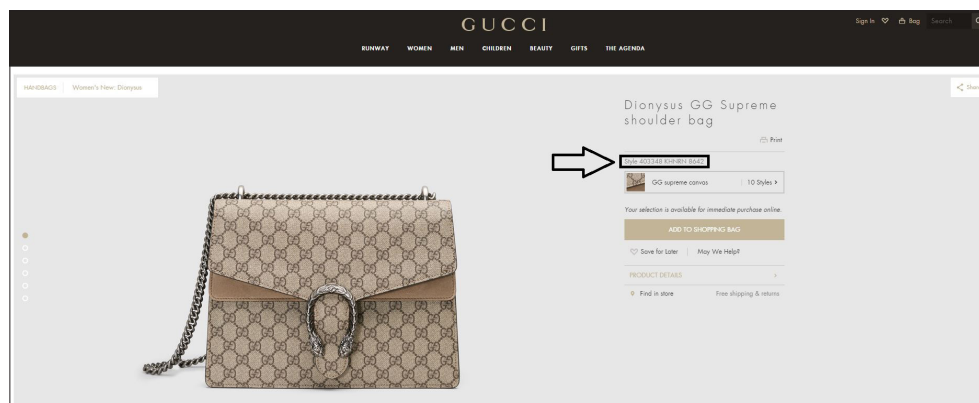 GUCCI
Sign In Bag Search
RUNWAY WOMEN MEN CHILDREN BEAUTY GIFTS THE AGENDA
HANDBAGS Women's New: Dionysus
Share
Dionysus GG Supreme
shoulder bag
Print
Style 403348 KHNRN 8642
GG supreme canvas 10 Styles >
Your selection is available for immediate purchase online.
ADD TO SHOPPING BAG
Save for Later May We Help?
PRODUCT DETAILS
Find in store Free shipping & returns